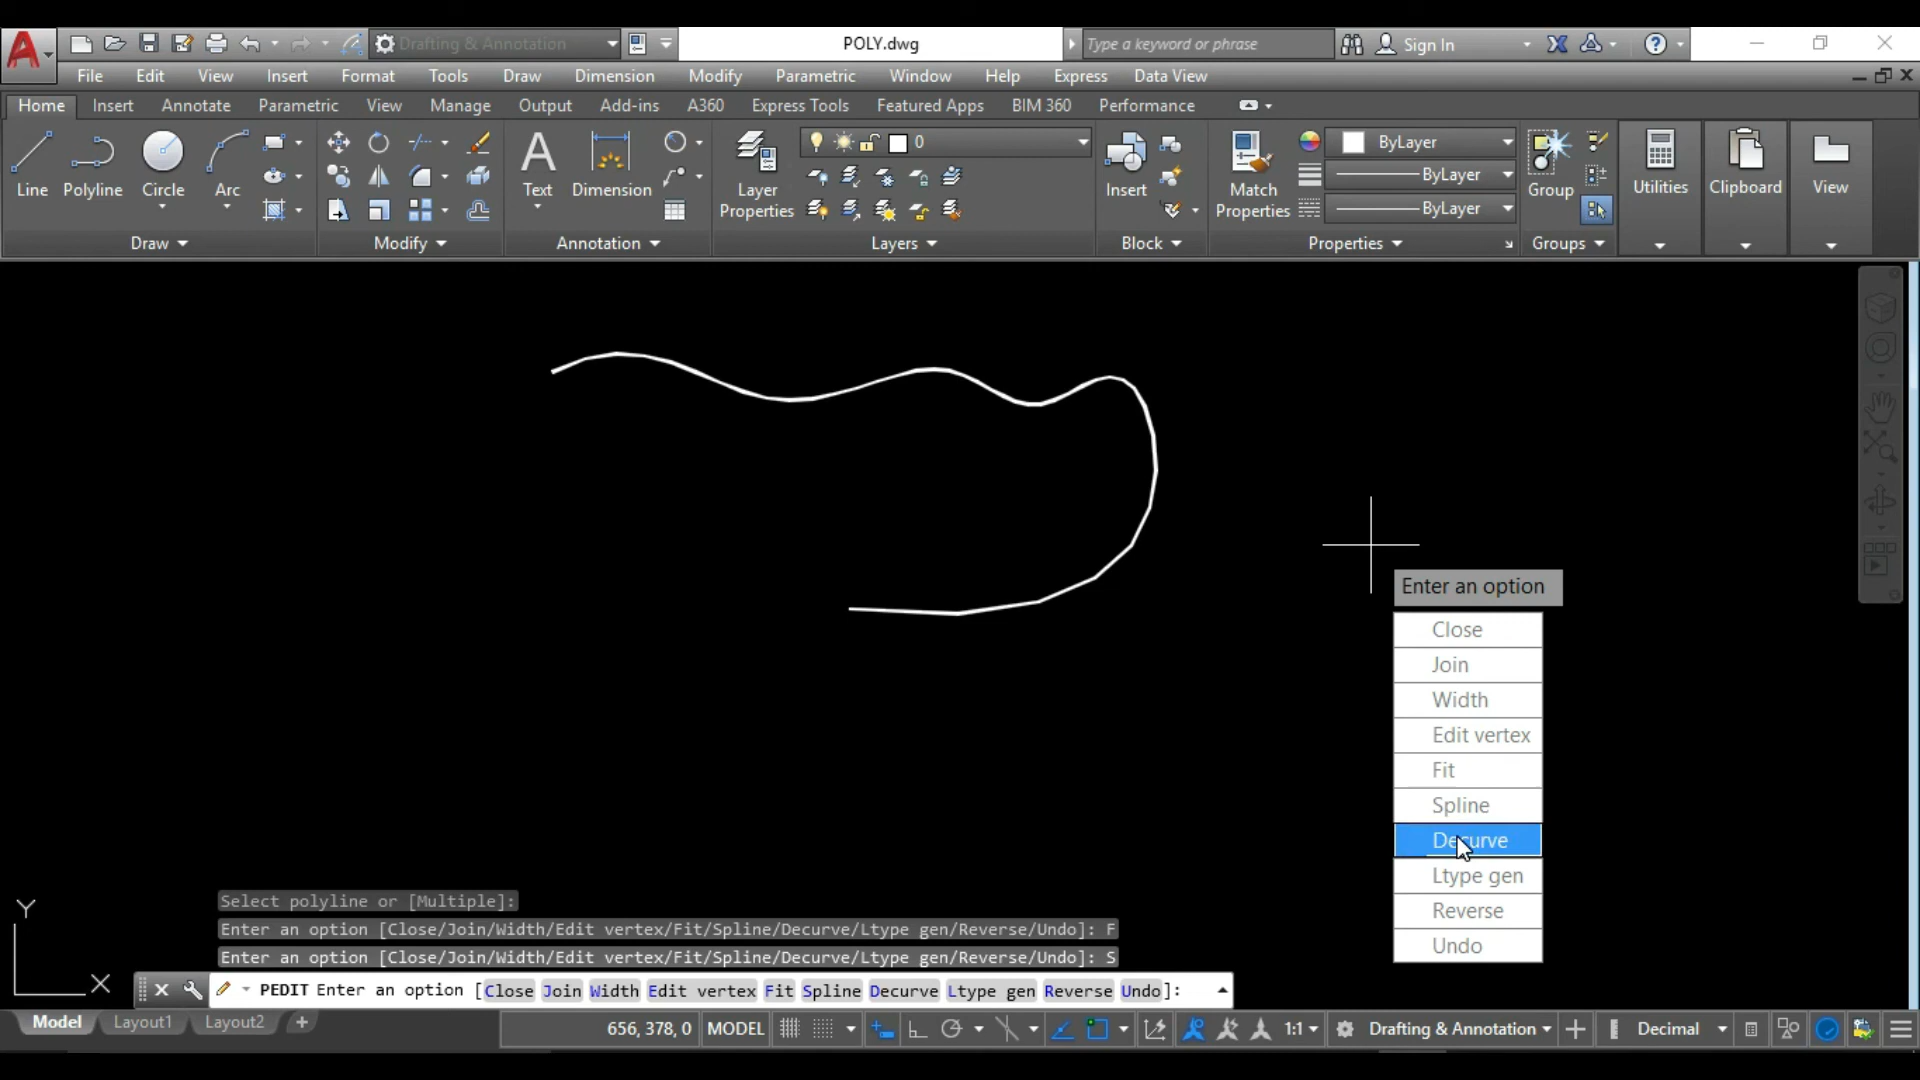 Drafting & Annotation
POLY.dwg
Type a keyword or phrase
Sign In
File Edit View Insert Format Tools Draw Dimension Modify Parametric Window Help Express Data View
Home Insert Annotate Parametric View Manage Output Add-ins A360 Express Tools Featured Apps BIM 360 Performance
0
ByLayer
ByLayer
ByLayer
Line Polyline Circle Arc
Text Dimension
Layer Properties
Insert
Match Properties
Group
Utilities
Clipboard
View
Draw
Modify
Annotation
Layers
Block
Properties
Groups
Enter an option
Close
Join
Width
Edit vertex
Fit
Spline
Decurve
Ltype gen
Reverse
Undo
Y
X
Select polyline or [Multiple]:
Enter an option [Close/Join/Width/Edit vertex/Fit/Spline/Decurve/Ltype gen/Reverse/Undo]: F
Enter an option [Close/Join/Width/Edit vertex/Fit/Spline/Decurve/Ltype gen/Reverse/Undo]: S
PEDIT Enter an option [Close Join Width Edit vertex Fit Spline Decurve Ltype gen Reverse Undo]:
Model Layout1 Layout2
656, 378, 0 MODEL 1:1 Drafting & Annotation Decimal